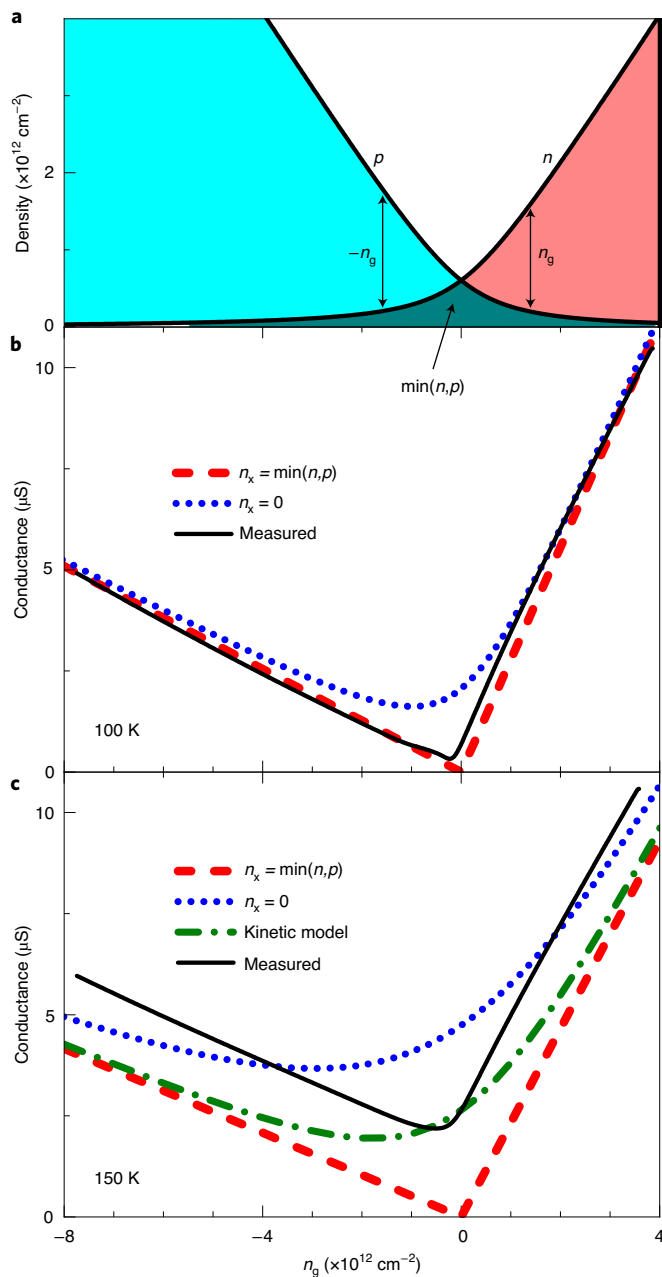 a
Density (×10¹² cm⁻²)
2
0
p
n
−n_g
n_g
min(n,p)
b
Conductance (µS)
10
5
0
n_x = min(n,p)
n_x = 0
Measured
100 K
c
Conductance (µS)
10
5
0
n_x = min(n,p)
n_x = 0
Kinetic model
Measured
150 K
−8
−4
0
4
n_g (×10¹² cm⁻²)